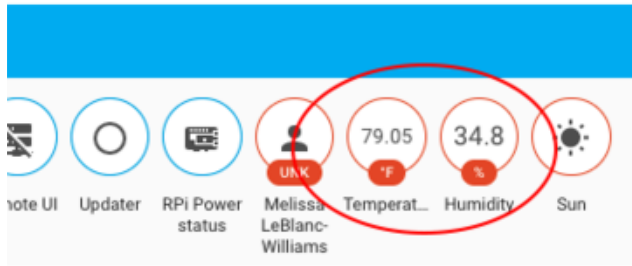 79.05
34.8
UNK
°F
%
note UI
Updater
RPi Power
status
Melissa
LeBlanc-
Williams
Temperat...
Humidity
Sun